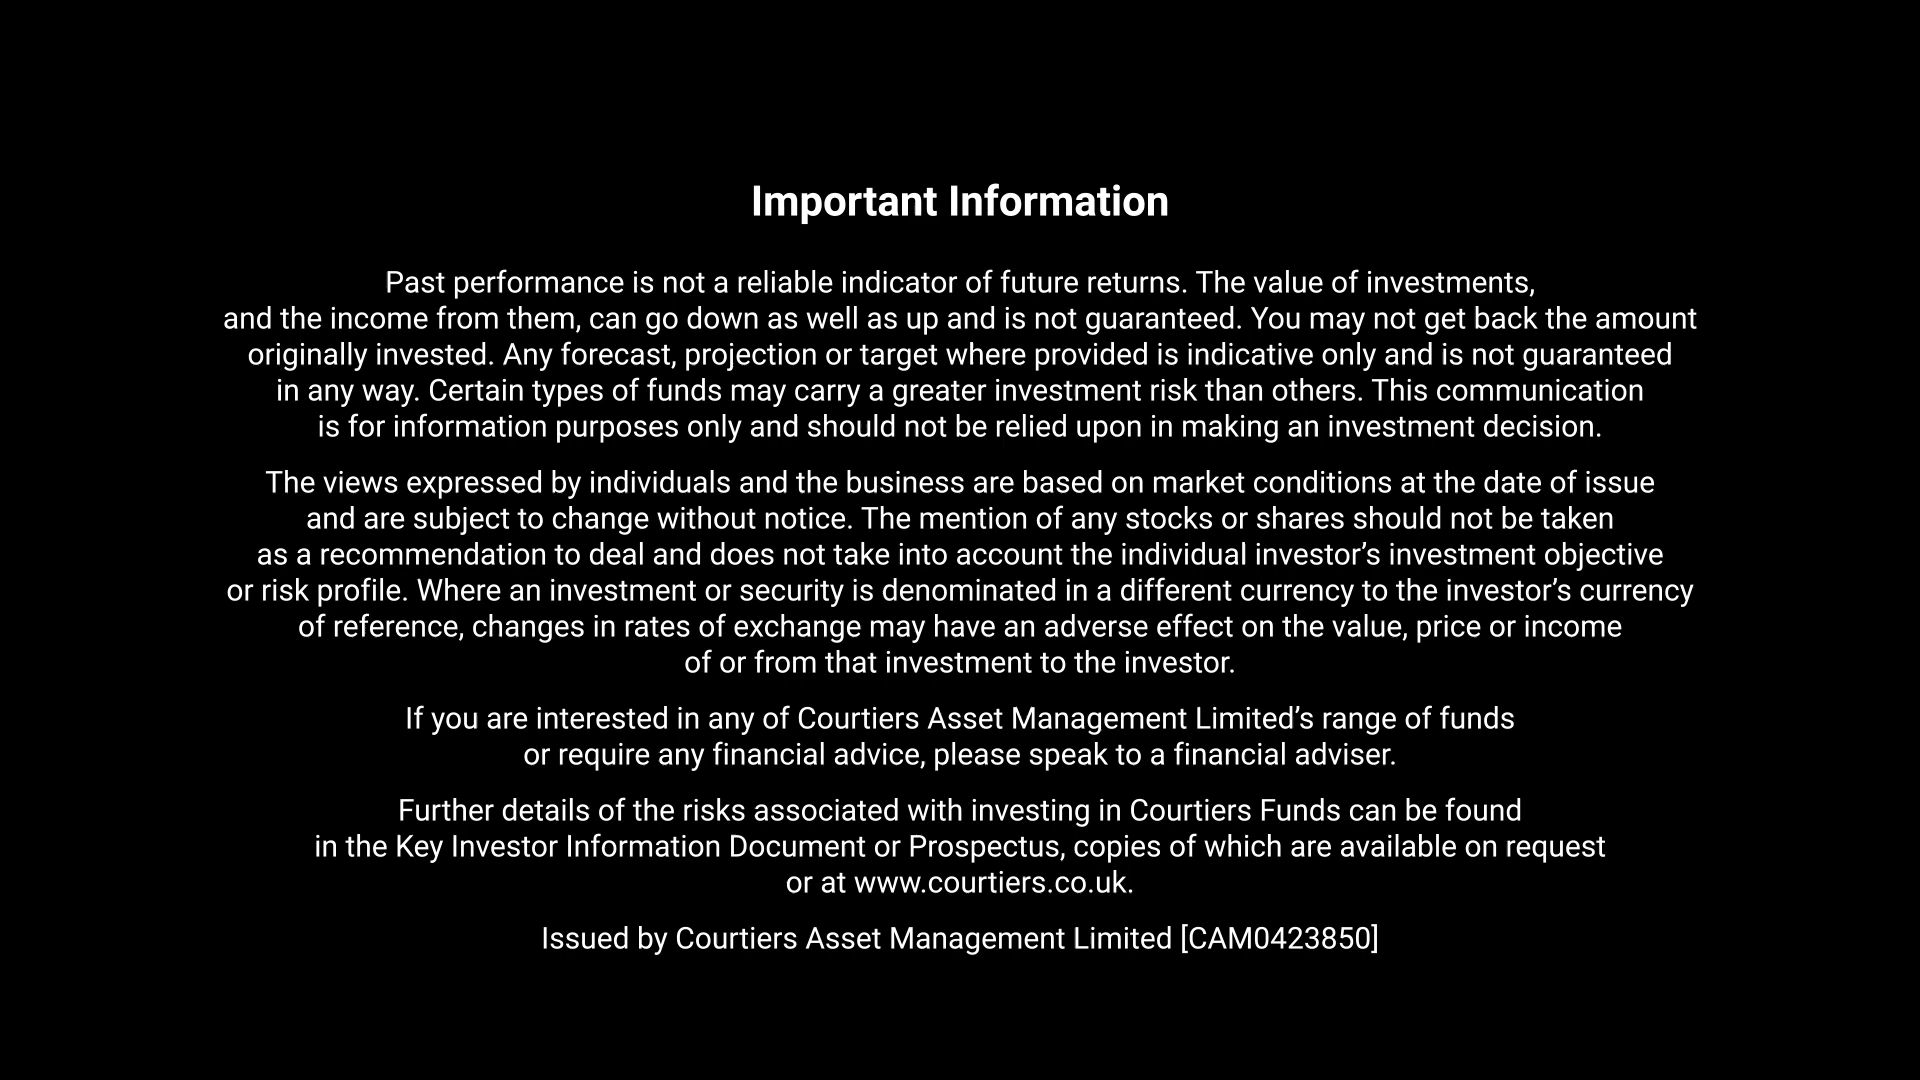 Important Information
Past performance is not a reliable indicator of future returns. The value of investments,
and the income from them, can go down as well as up and is not guaranteed. You may not get back the amount
originally invested. Any forecast, projection or target where provided is indicative only and is not guaranteed
in any way. Certain types of funds may carry a greater investment risk than others. This communication
is for information purposes only and should not be relied upon in making an investment decision.
The views expressed by individuals and the business are based on market conditions at the date of issue
and are subject to change without notice. The mention of any stocks or shares should not be taken
as a recommendation to deal and does not take into account the individual investor’s investment objective
or risk profile. Where an investment or security is denominated in a different currency to the investor’s currency
of reference, changes in rates of exchange may have an adverse effect on the value, price or income
of or from that investment to the investor.
If you are interested in any of Courtiers Asset Management Limited’s range of funds
or require any financial advice, please speak to a financial adviser.
Further details of the risks associated with investing in Courtiers Funds can be found
in the Key Investor Information Document or Prospectus, copies of which are available on request
or at www.courtiers.co.uk.
Issued by Courtiers Asset Management Limited [CAM0423850]